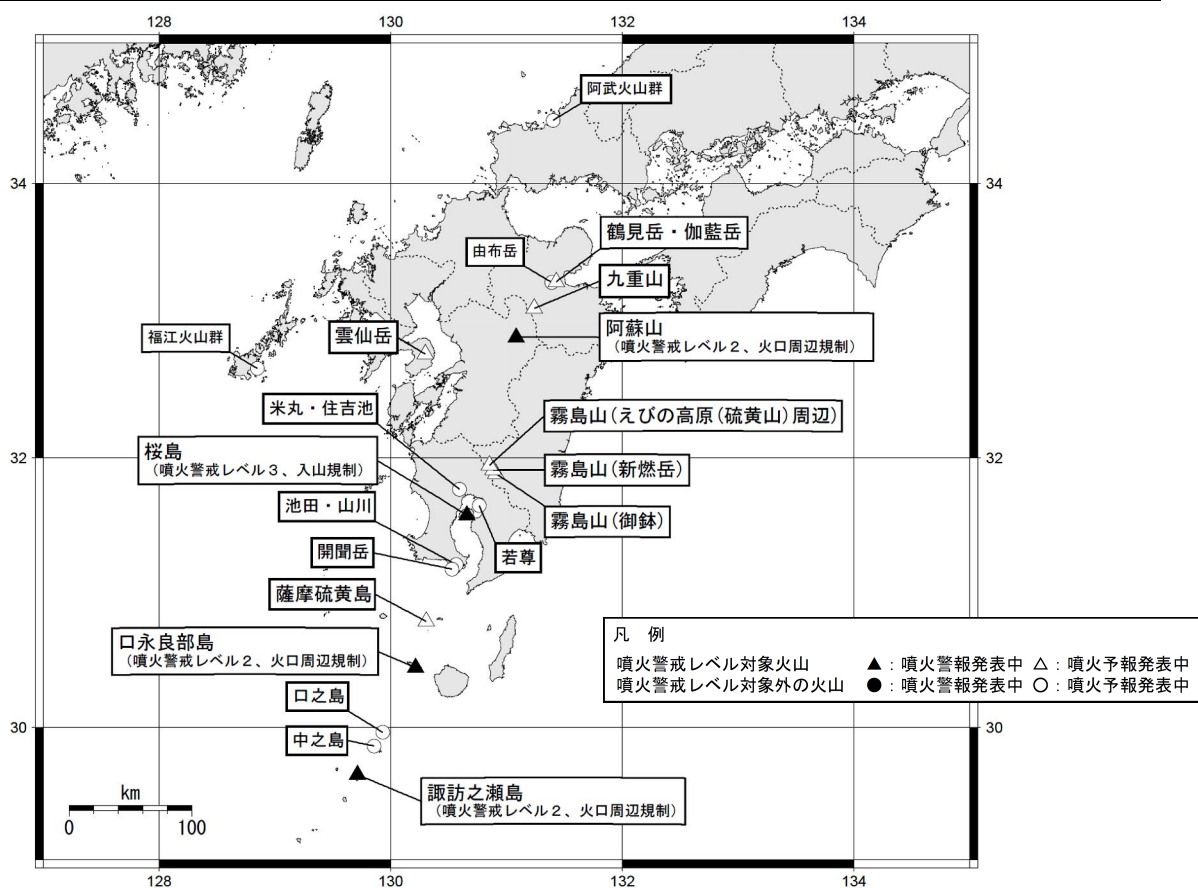 128
130
132
134
阿武火山群
34
34
鶴見岳・伽藍岳
由布岳
九重山
阿蘇山
（噴火警戒レベル２、火口周辺規制）
雲仙岳
福江火山群
米丸・住吉池
霧島山（えびの高原（硫黄山）周辺）
桜島
（噴火警戒レベル３、入山規制）
32
32
霧島山（新燃岳）
池田・山川
霧島山（御鉢）
開聞岳
若尊
薩摩硫黄島
口永良部島
（噴火警戒レベル２、火口周辺規制）
凡　例
噴火警戒レベル対象火山　▲：噴火警報発表中 △：噴火予報発表中
噴火警戒レベル対象外の火山　●：噴火警報発表中 ○：噴火予報発表中
口之島
30
30
中之島
諏訪之瀬島
（噴火警戒レベル２、火口周辺規制）
km
0
100
128
130
132
134